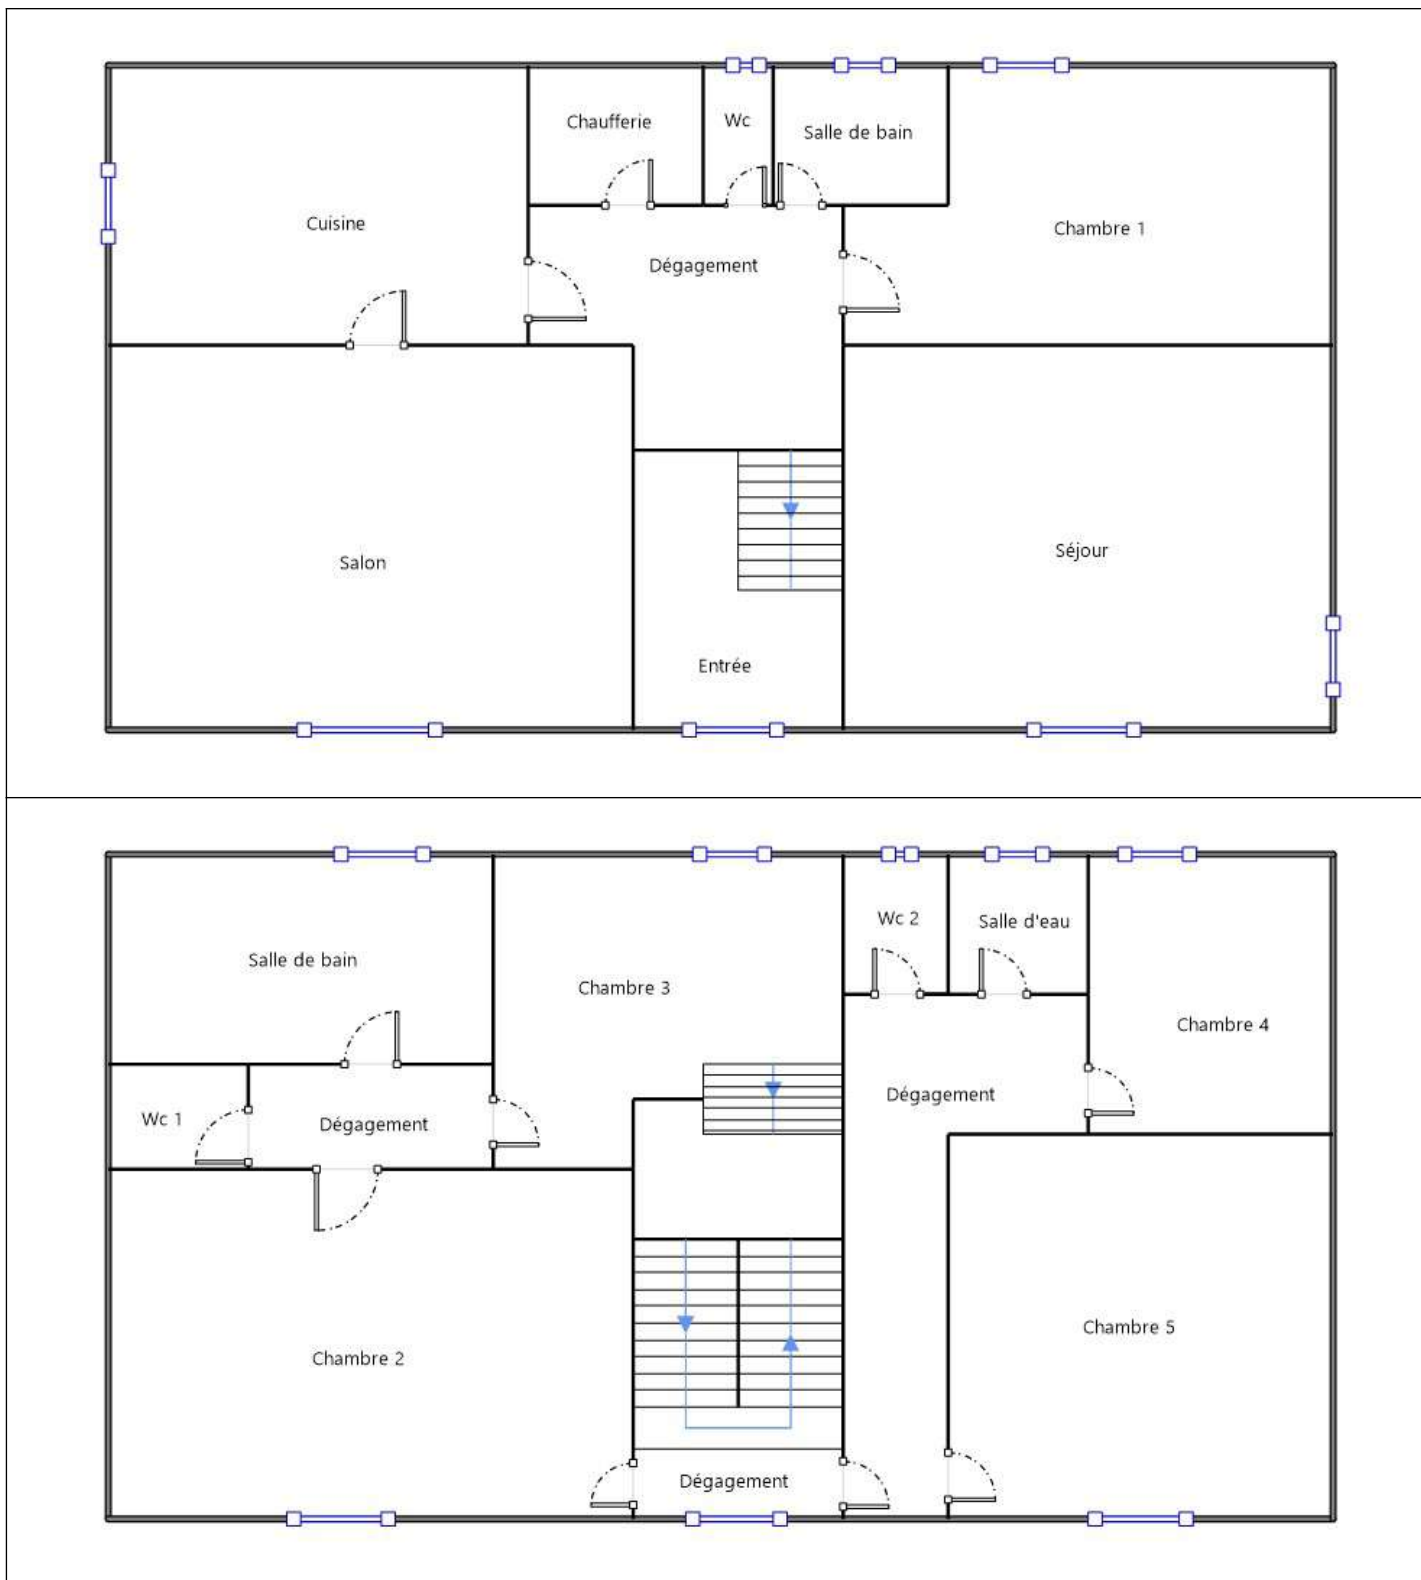 Chaufferie
Wc
Salle de bain
Cuisine
Chambre 1
Dégagement
Salon
Séjour
Entrée
Wc 2
Salle d'eau
Salle de bain
Chambre 3
Chambre 4
Dégagement
Wc 1
Dégagement
Chambre 5
Chambre 2
Dégagement